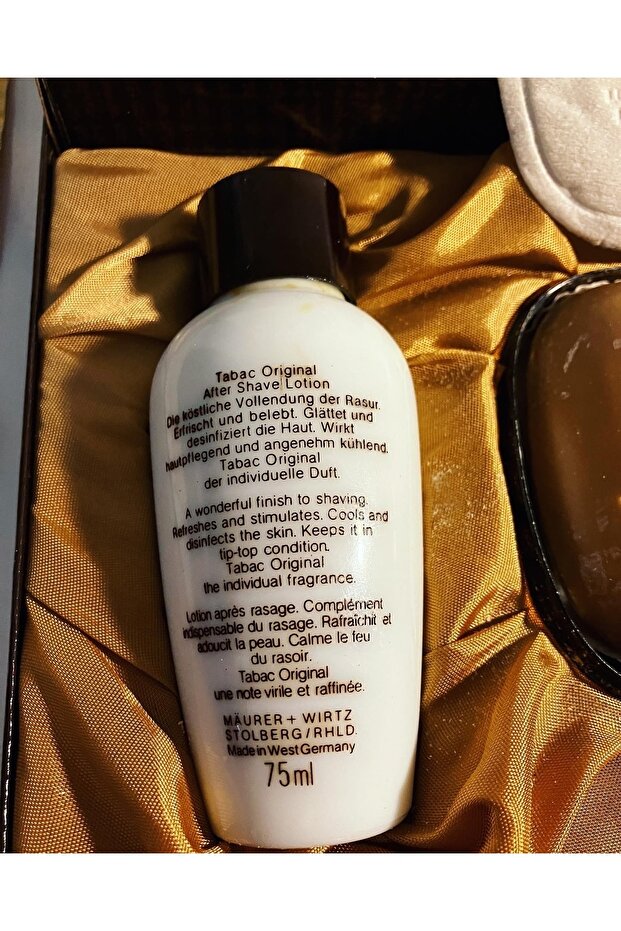 Tabac Original
After Shave Lotion
Die köstliche Vollendung der Rasur.
Erfrischt und belebt. Glättet und
desinfiziert die Haut. Wirkt
hautpflegend und angenehm kühlend.
Tabac Original
der individuelle Duft.
A wonderful finish to shaving.
Refreshes and stimulates. Cools and
disinfects the skin. Keeps it in
tip-top condition.
Tabac Original
the individual fragrance.
Lotion après rasage. Complément
indispensable du rasage. Rafraîchit et
adoucit la peau. Calme le feu
du rasoir.
Tabac Original
une note virile et raffinée.
MÄURER + WIRTZ
STOLBERG/RHLD.
Made in West Germany
75ml